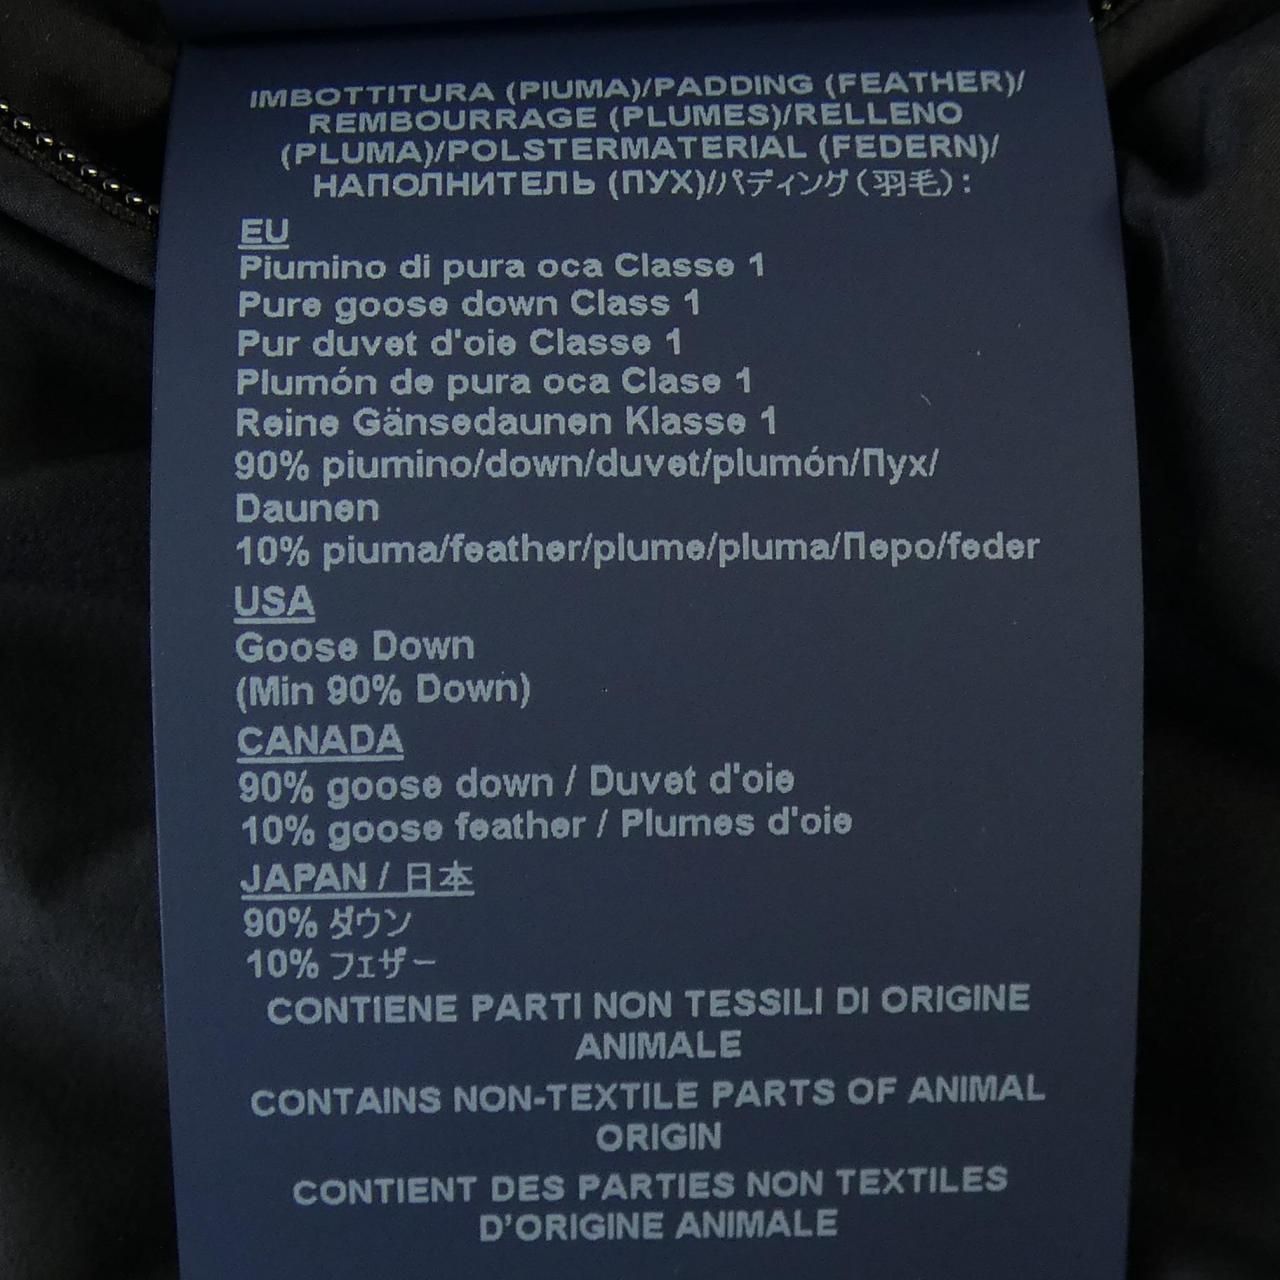 IMBOTTITURA (PIUMA)/PADDING (FEATHER)/
REMBOURRAGE (PLUMES)/RELLENO
(PLUMA)/POLSTERMATERIAL (FEDERN)/
НАПОЛНИТЕЛЬ (ПУХ)/パディング(羽毛):
EU
Piumino di pura oca Classe 1
Pure goose down Class 1
Pur duvet d'oie Classe 1
Plumón de pura oca Clase 1
Reine Gänsedaunen Klasse 1
90% piumino/down/duvet/plumón/Пух/
Daunen
10% piuma/feather/plume/pluma/Перо/feder
USA
Goose Down
(Min 90% Down)
CANADA
90% goose down / Duvet d'oie
10% goose feather / Plumes d'oie
JAPAN / 日本
90% ダウン
10% フェザー
CONTIENE PARTI NON TESSILI DI ORIGINE
ANIMALE
CONTAINS NON-TEXTILE PARTS OF ANIMAL
ORIGIN
CONTIENT DES PARTIES NON TEXTILES
D’ORIGINE ANIMALE